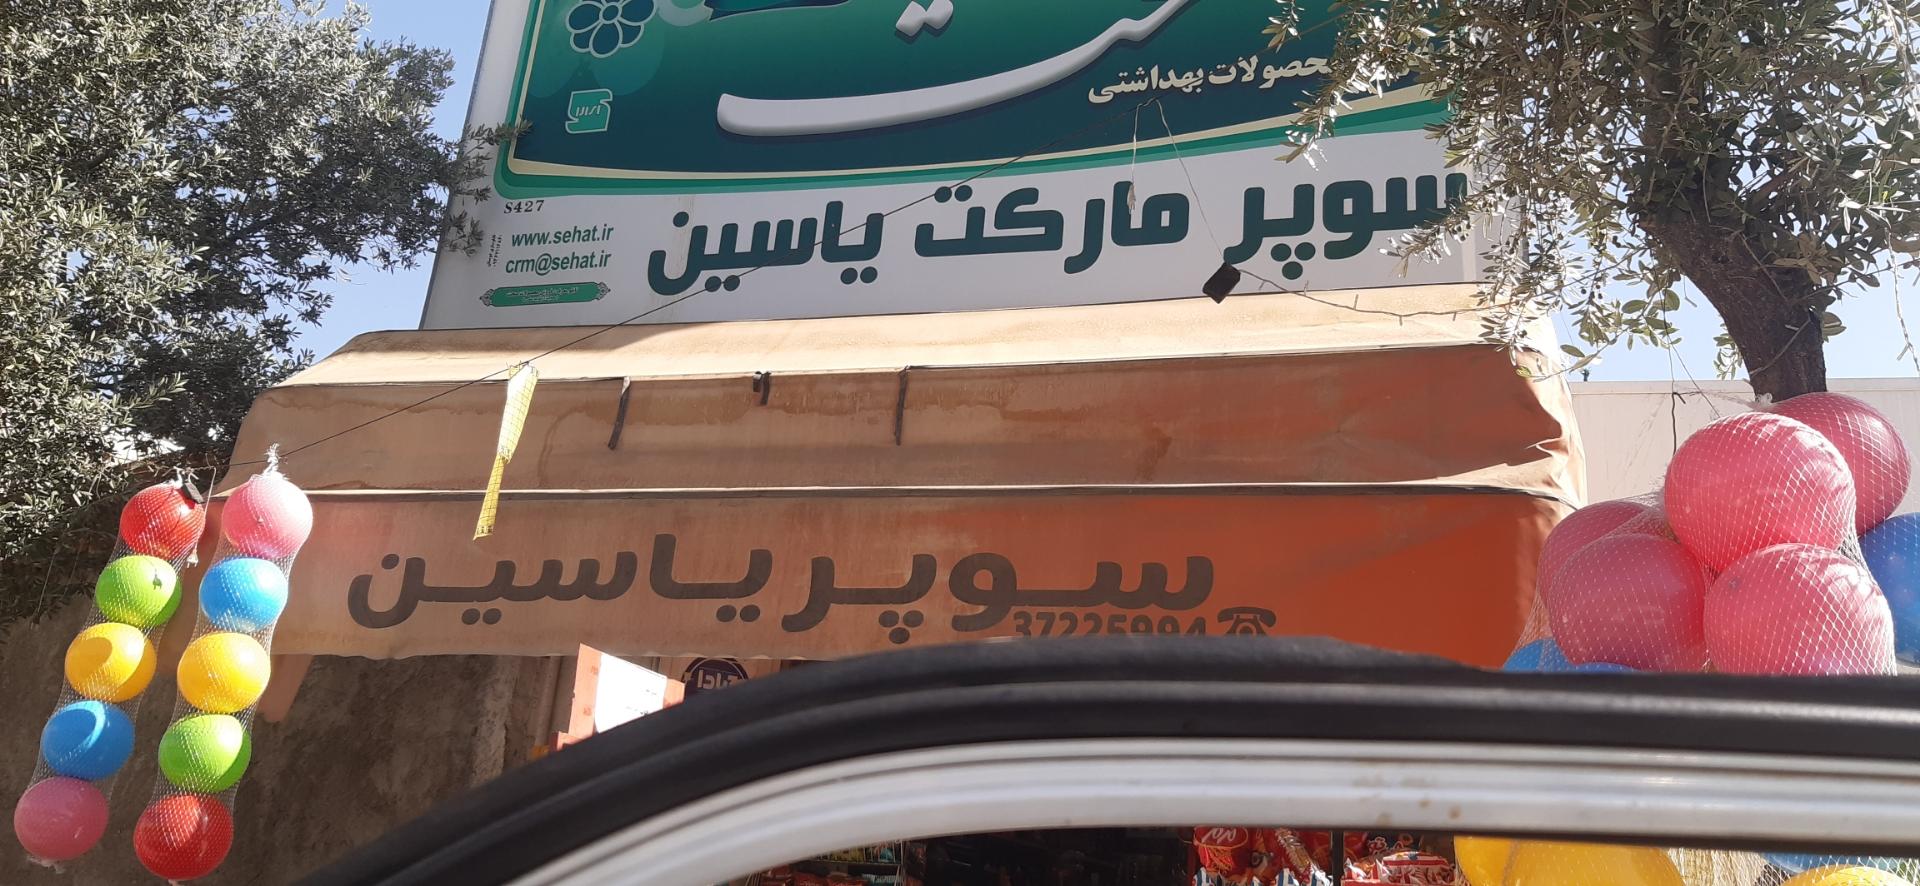 محصولات بهداشتی
S427
سوپر مارکت یاسین
www.sehat.ir
crm@sehat.ir
سوپر یاسین
37225994